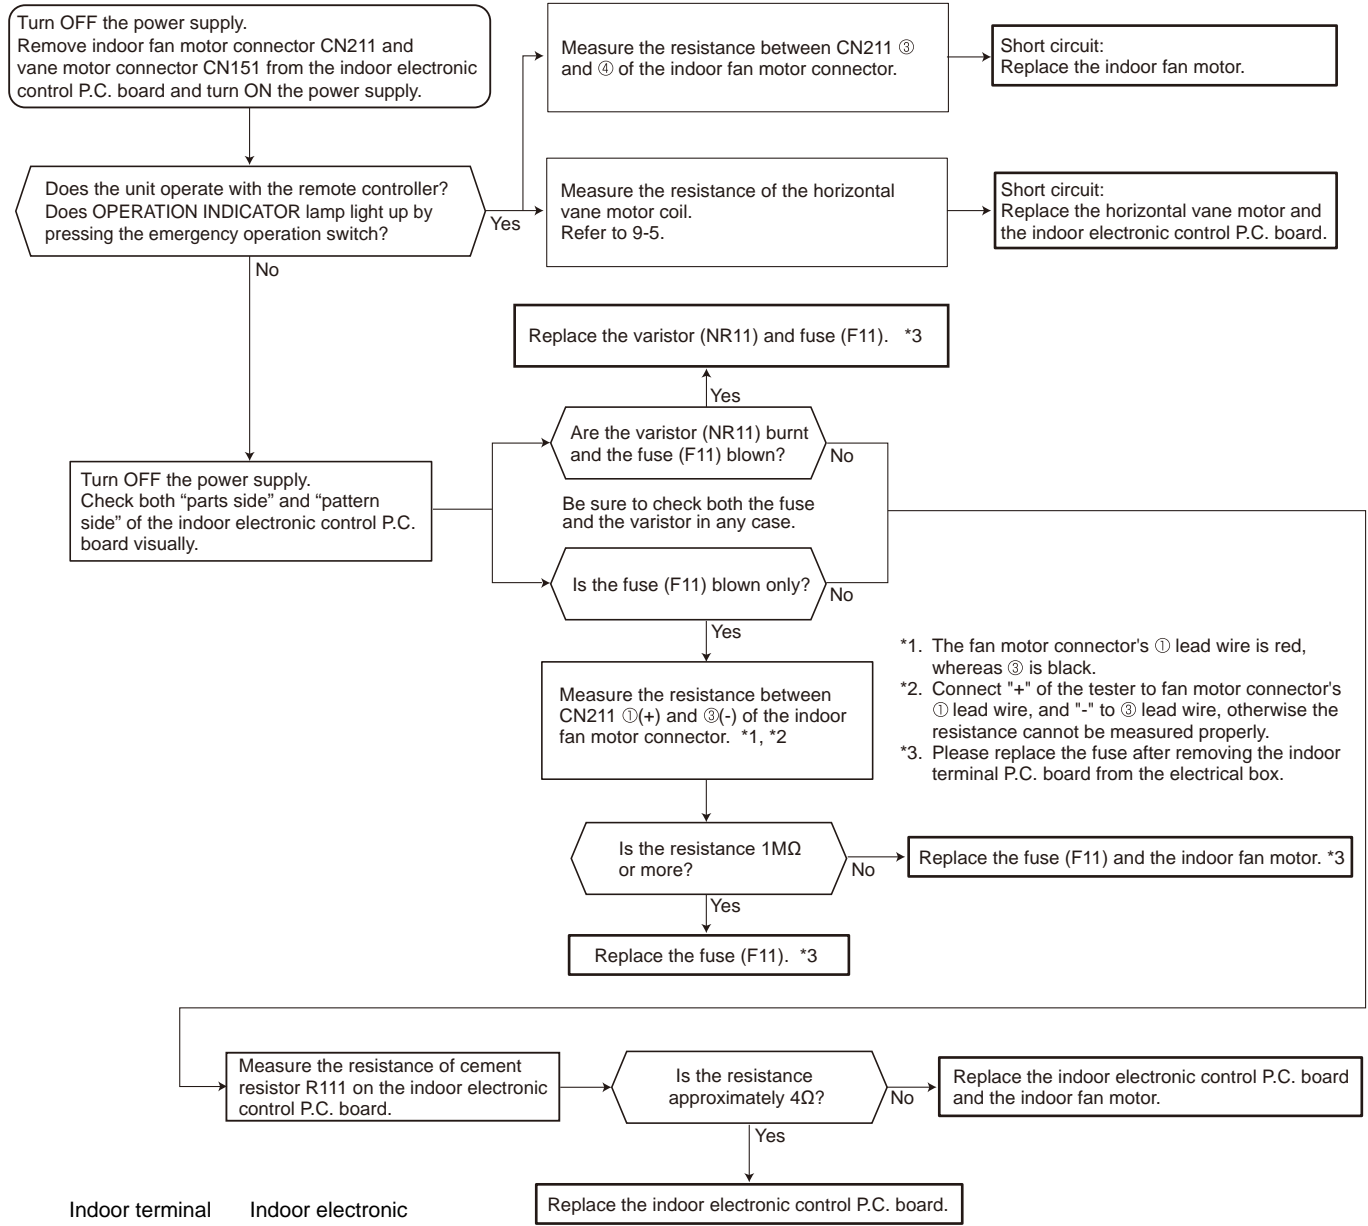 Turn OFF the power supply.
Remove indoor fan motor connector CN211 and
vane motor connector CN151 from the indoor electronic
control P.C. board and turn ON the power supply.
Measure the resistance between CN211 ③
and ④ of the indoor fan motor connector.
Short circuit:
Replace the indoor fan motor.
Does the unit operate with the remote controller?
Does OPERATION INDICATOR lamp light up by
pressing the emergency operation switch?
Yes
Measure the resistance of the horizontal
vane motor coil.
Refer to 9-5.
Short circuit:
Replace the horizontal vane motor and
the indoor electronic control P.C. board.
No
Replace the varistor (NR11) and fuse (F11). *3
Yes
Are the varistor (NR11) burnt
and the fuse (F11) blown?
No
Turn OFF the power supply.
Check both “parts side” and “pattern
side” of the indoor electronic control P.C.
board visually.
Be sure to check both the fuse
and the varistor in any case.
Is the fuse (F11) blown only?
No
Yes
Measure the resistance between
CN211 ①(+) and ③(-) of the indoor
fan motor connector. *1, *2
*1. The fan motor connector's ① lead wire is red,
whereas ③ is black.
*2. Connect "+" of the tester to fan motor connector's
① lead wire, and "-" to ③ lead wire, otherwise the
resistance cannot be measured properly.
*3. Please replace the fuse after removing the indoor
terminal P.C. board from the electrical box.
Is the resistance 1MΩ
or more?
No
Replace the fuse (F11) and the indoor fan motor. *3
Yes
Replace the fuse (F11). *3
Measure the resistance of cement
resistor R111 on the indoor electronic
control P.C. board.
Is the resistance
approximately 4Ω?
No
Replace the indoor electronic control P.C. board
and the indoor fan motor.
Yes
Replace the indoor electronic control P.C. board.
Indoor terminal Indoor electronic